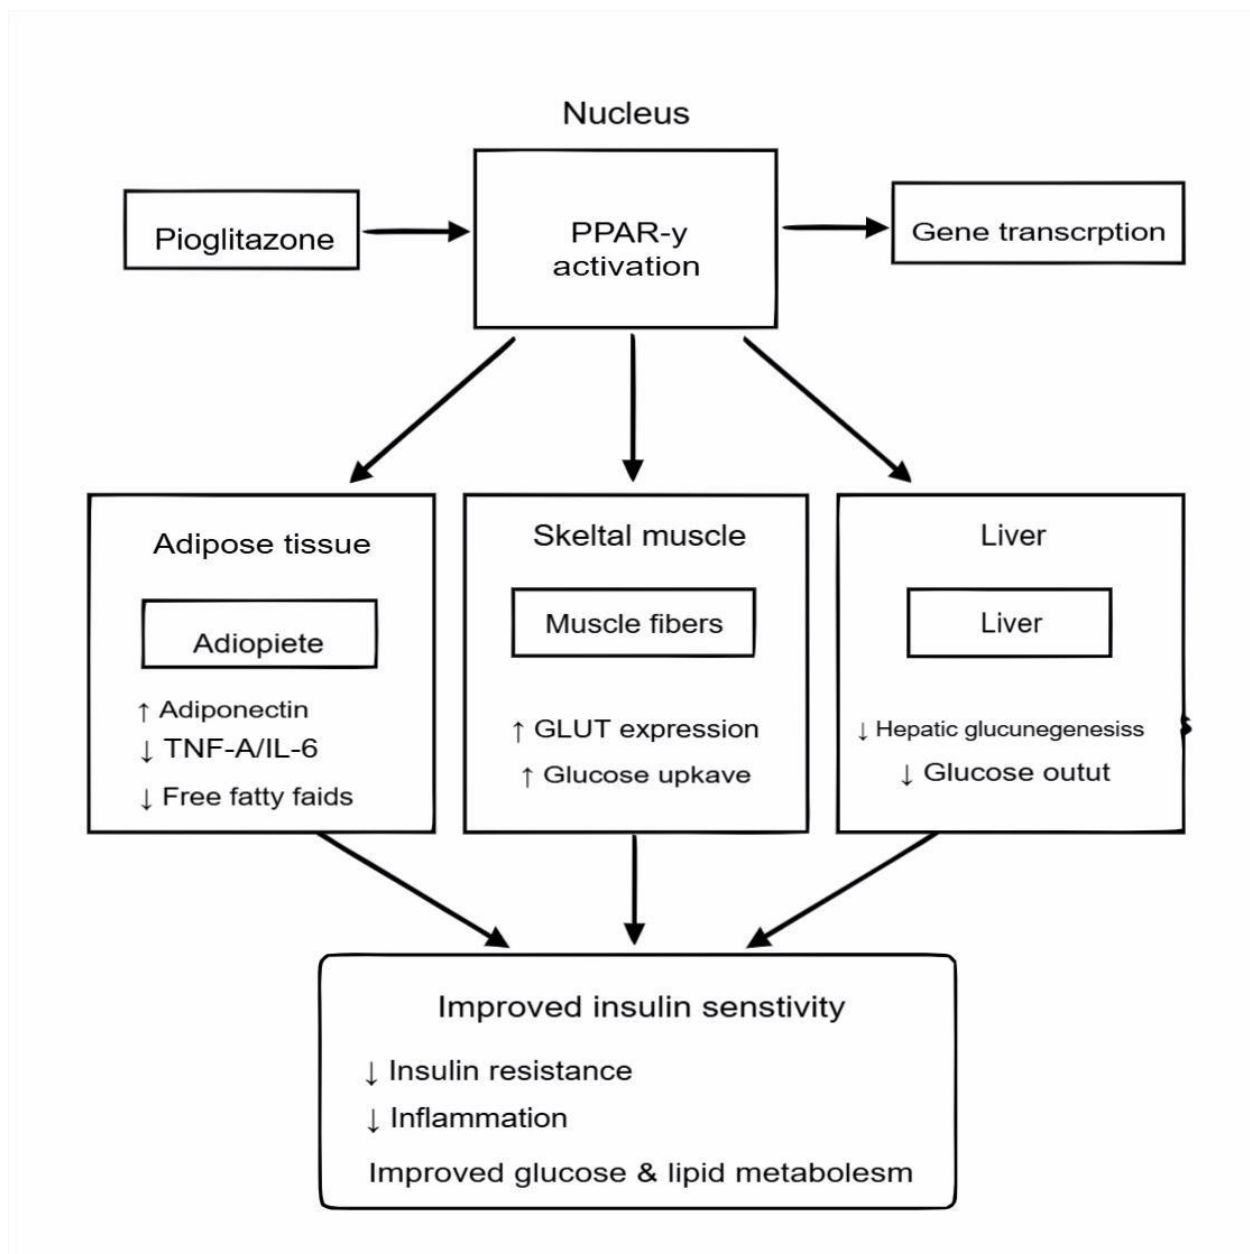 Nucleus
Pioglitazone
PPAR-y
activation
Gene transcrption
Adipose tissue
Adiopiete
↑ Adiponectin
↓ TNF-A/IL-6
↓ Free fatty faids
Skeltal muscle
Muscle fibers
↑ GLUT expression
↑ Glucose upkave
Liver
Liver
↓ Hepatic glucunegenesiss
↓ Glucose outut
Improved insulin senstivity
↓ Insulin resistance
↓ Inflammation
Improved glucose & lipid metabolesm